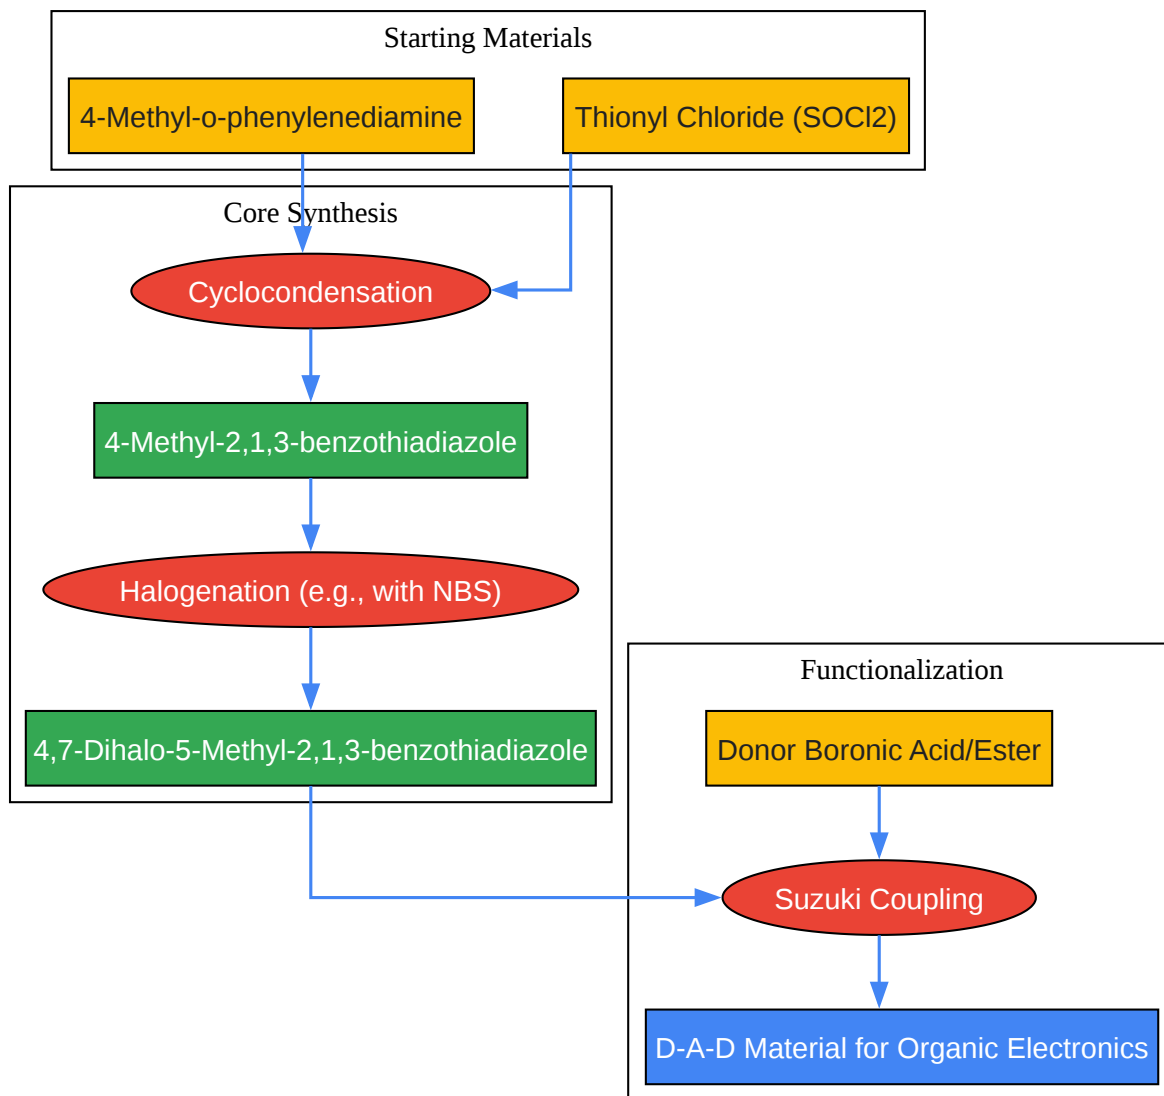 Starting Materials
4-Methyl-o-phenylenediamine
Thionyl Chloride (SOCl2)
Core Synthesis
Cyclocondensation
4-Methyl-2,1,3-benzothiadiazole
Halogenation (e.g., with NBS)
4,7-Dihalo-5-Methyl-2,1,3-benzothiadiazole
Functionalization
Donor Boronic Acid/Ester
Suzuki Coupling
D-A-D Material for Organic Electronics